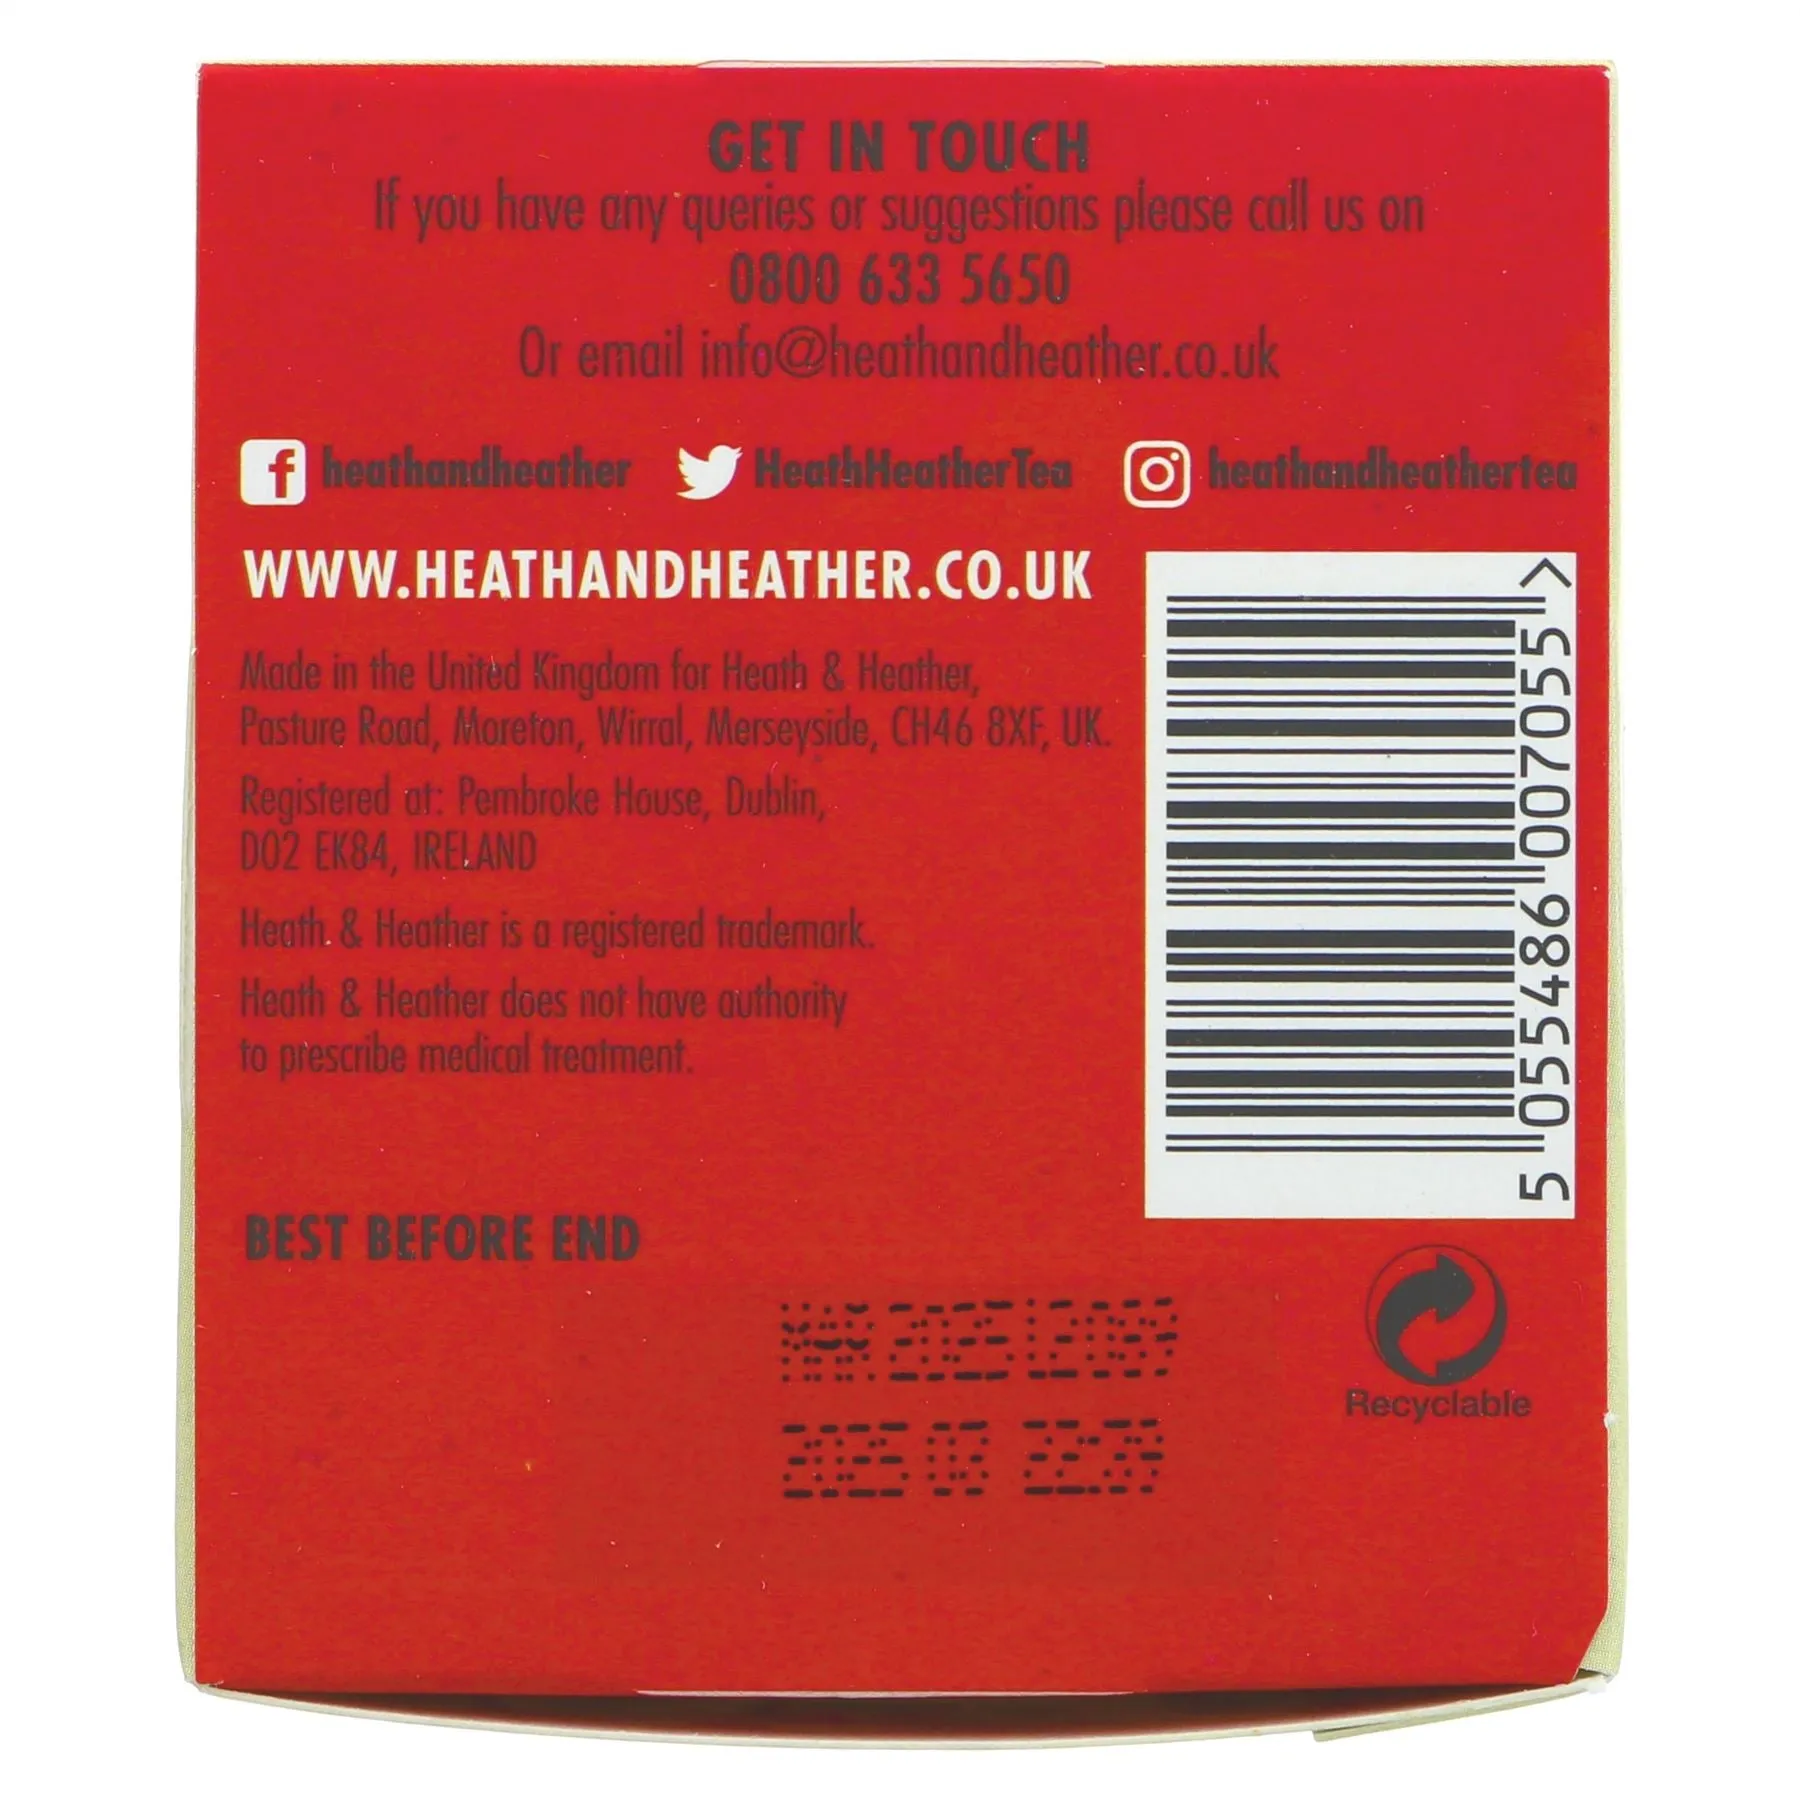 GET IN TOUCH
If you have any queries or suggestions please call us on
0800 633 5650
Or email info@heathandheather.co.uk
heathandheather HeathHeatherTea heathandheathertea
WWW.HEATHANDHEATHER.CO.UK
Made in the United Kingdom for Heath & Heather,
Pasture Road, Moreton, Wirral, Merseyside, CH46 8XF, UK.
Registered at: Pembroke House, Dublin,
D02 EK84, IRELAND
Heath & Heather is a registered trademark.
Heath & Heather does not have authority
to prescribe medical treatment.
5 055486 007055 >
BEST BEFORE END
Recyclable